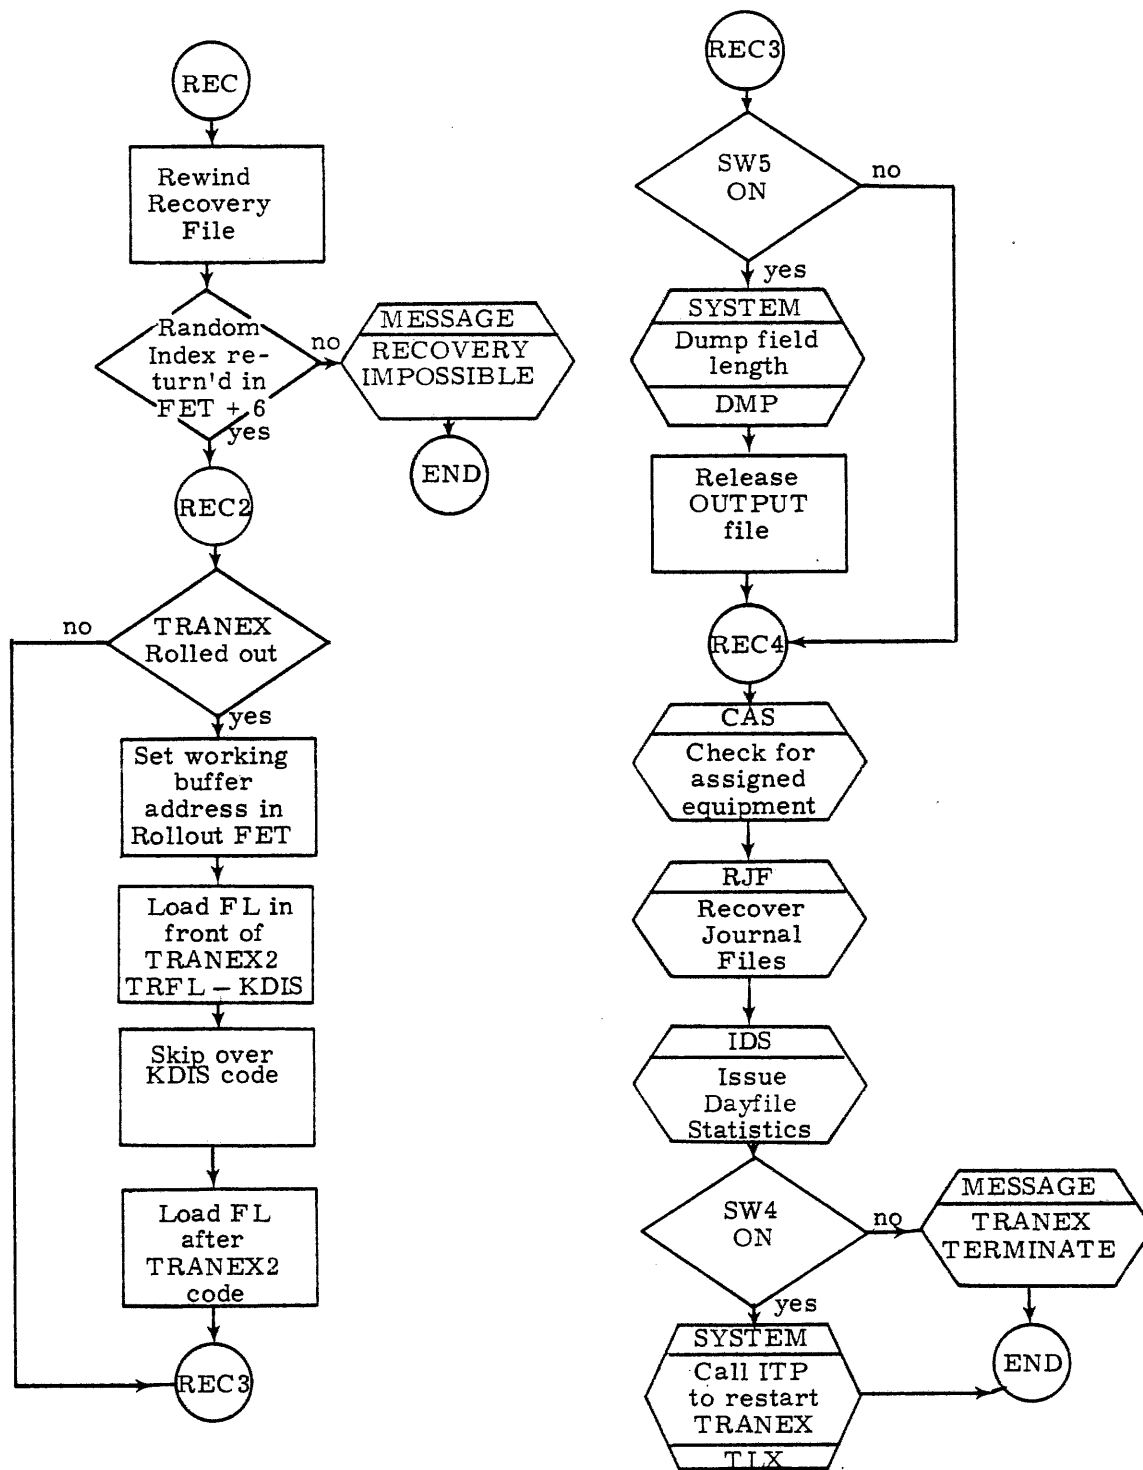 REC
Rewind
Recovery
File
Random
Index re-
turn'd in
FET + 6
no
yes
MESSAGE
RECOVERY
IMPOSSIBLE
END
REC2
TRANEX
Rolled out
no
yes
Set working
buffer
address in
Rollout FET
Load FL in
front of
TRANEX2
TRFL – KDIS
Skip over
KDIS code
Load FL
after
TRANEX2
code
REC3
REC3
SW5
ON
no
yes
SYSTEM
Dump field
length
DMP
Release
OUTPUT
file
REC4
CAS
Check for
assigned
equipment
RJF
Recover
Journal
Files
IDS
Issue
Dayfile
Statistics
SW4
ON
no
yes
MESSAGE
TRANEX
TERMINATE
END
SYSTEM
Call ITP
to restart
TRANEX
TLX